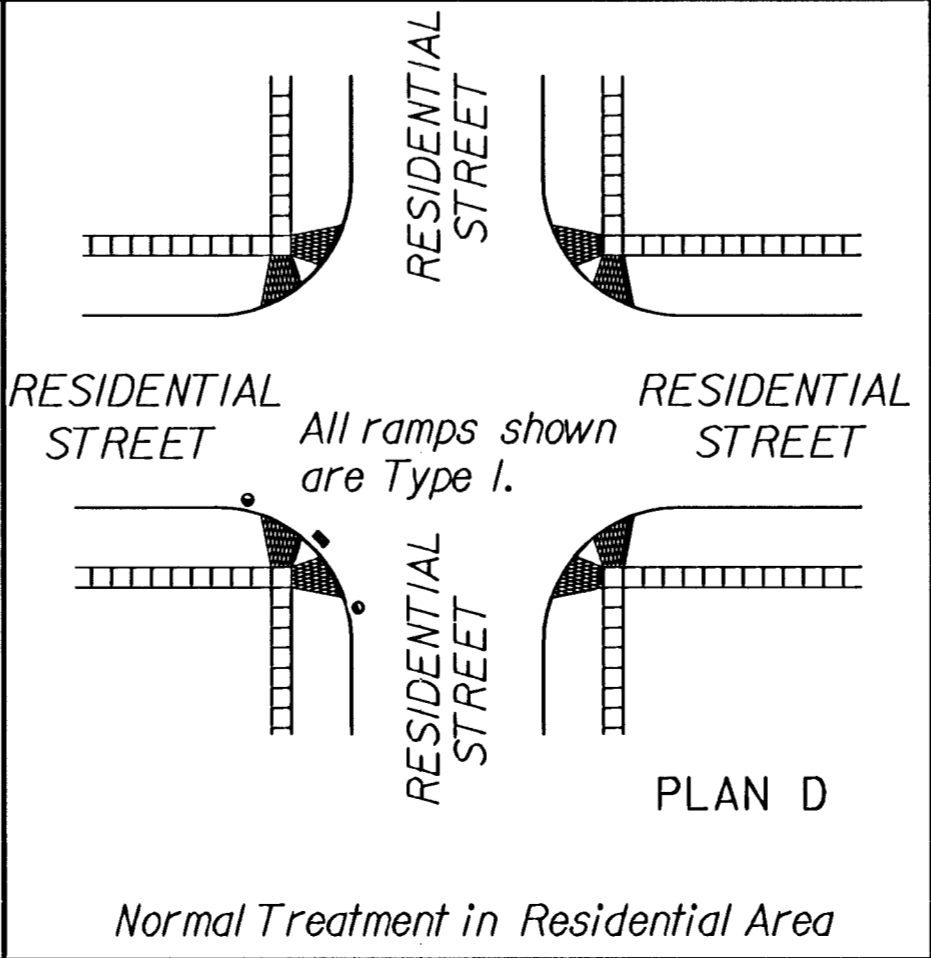 RESIDENTIAL
STREET
RESIDENTIAL
STREET
All ramps shown
are Type I.
RESIDENTIAL
STREET
RESIDENTIAL
STREET
PLAN D
Normal Treatment in Residential Area